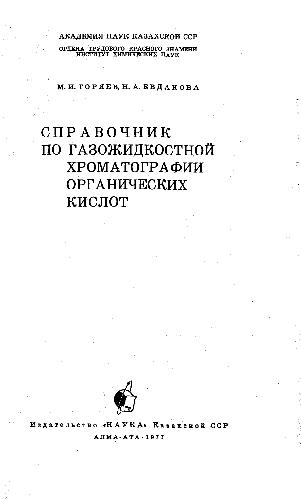 АКАДЕМИЯ НАУК КАЗАХСКОЙ ССР
ОРДЕНА ТРУДОВОГО КРАСНОГО ЗНАМЕНИ
ИНСТИТУТ ХИМИЧЕСКИХ НАУК
М. И. ГОРЯЕВ, Н. А. ЕВДАКОВА
СПРАВОЧНИК
ПО ГАЗОЖИДКОСТНОЙ
ХРОМАТОГРАФИИ
ОРГАНИЧЕСКИХ
КИСЛОТ
Издательство «НАУКА» Казахской ССР
АЛМА-АТА-1977